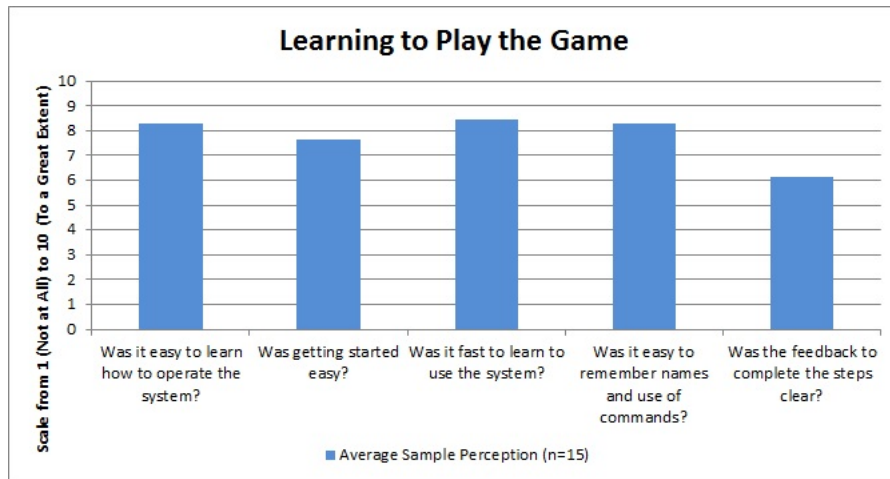 Learning to Play the Game
Scale from 1 (Not at All) to 10  (To a Great Extent)
10
9
8
7
6
5
4
3
2
1
0
Was it easy to learn
how to operate the
system?
Was getting started
easy?
Was it fast to learn to
use the system?
Was it easy to
remember names
and use of
commands?
Was the feedback to
complete the steps
clear?
Average Sample Perception (n=15)